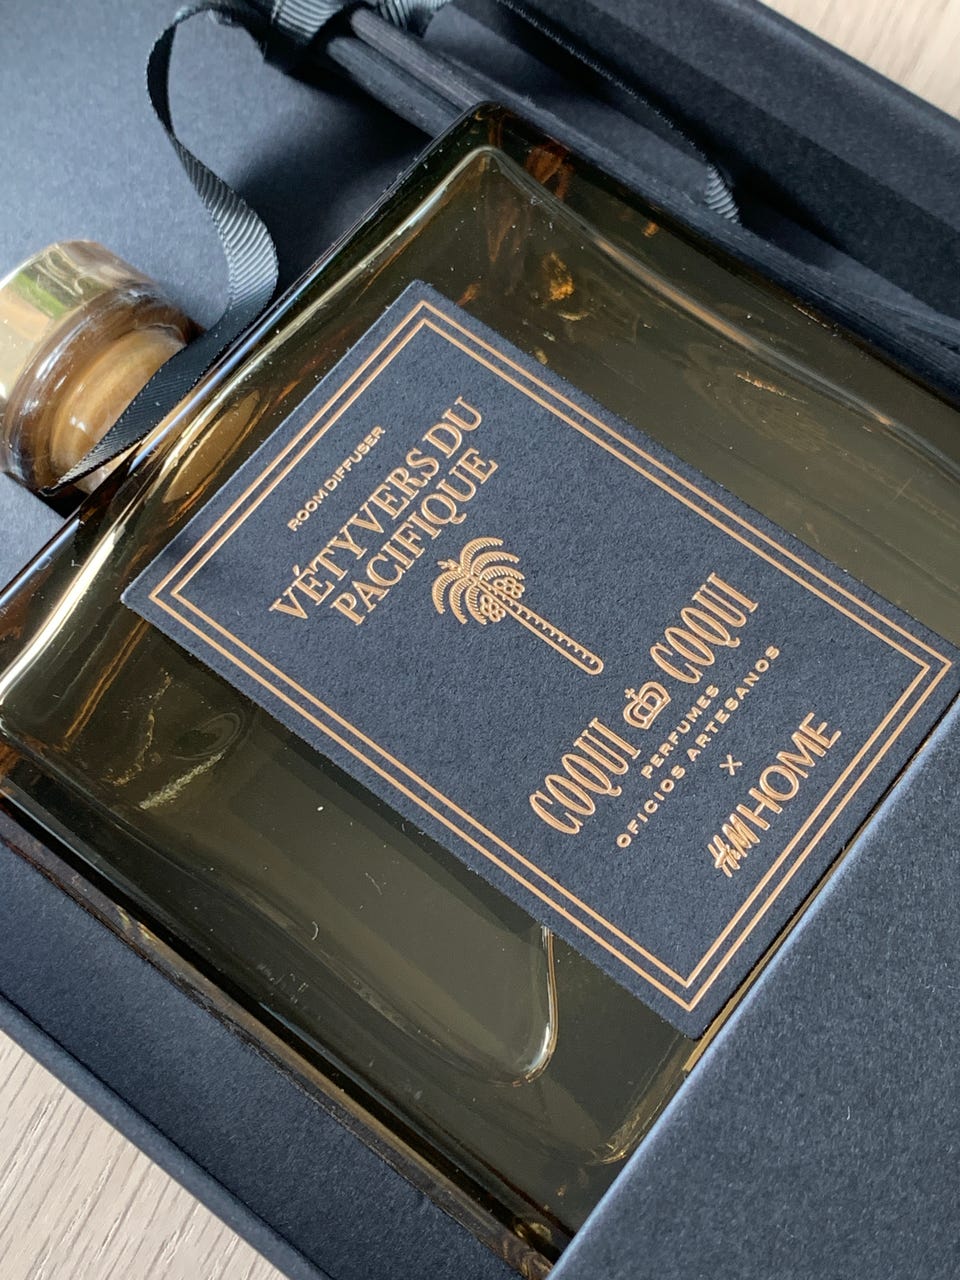 ROOM DIFFUSER
VÉTYVERS DU
PACIFIQUE
COQUI COQUI
PERFUMES
OFICIOS ARTESANOS
X
H&M HOME